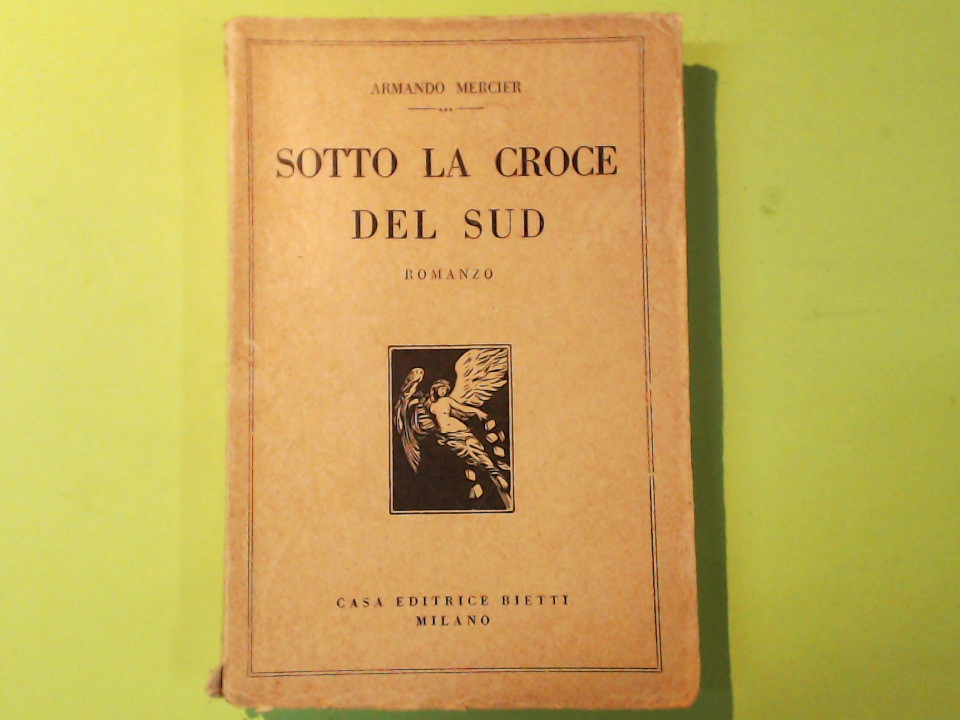 ARMANDO MERCIER
SOTTO LA CROCE
DEL SUD
ROMANZO
CASA EDITRICE BIETTI
MILANO